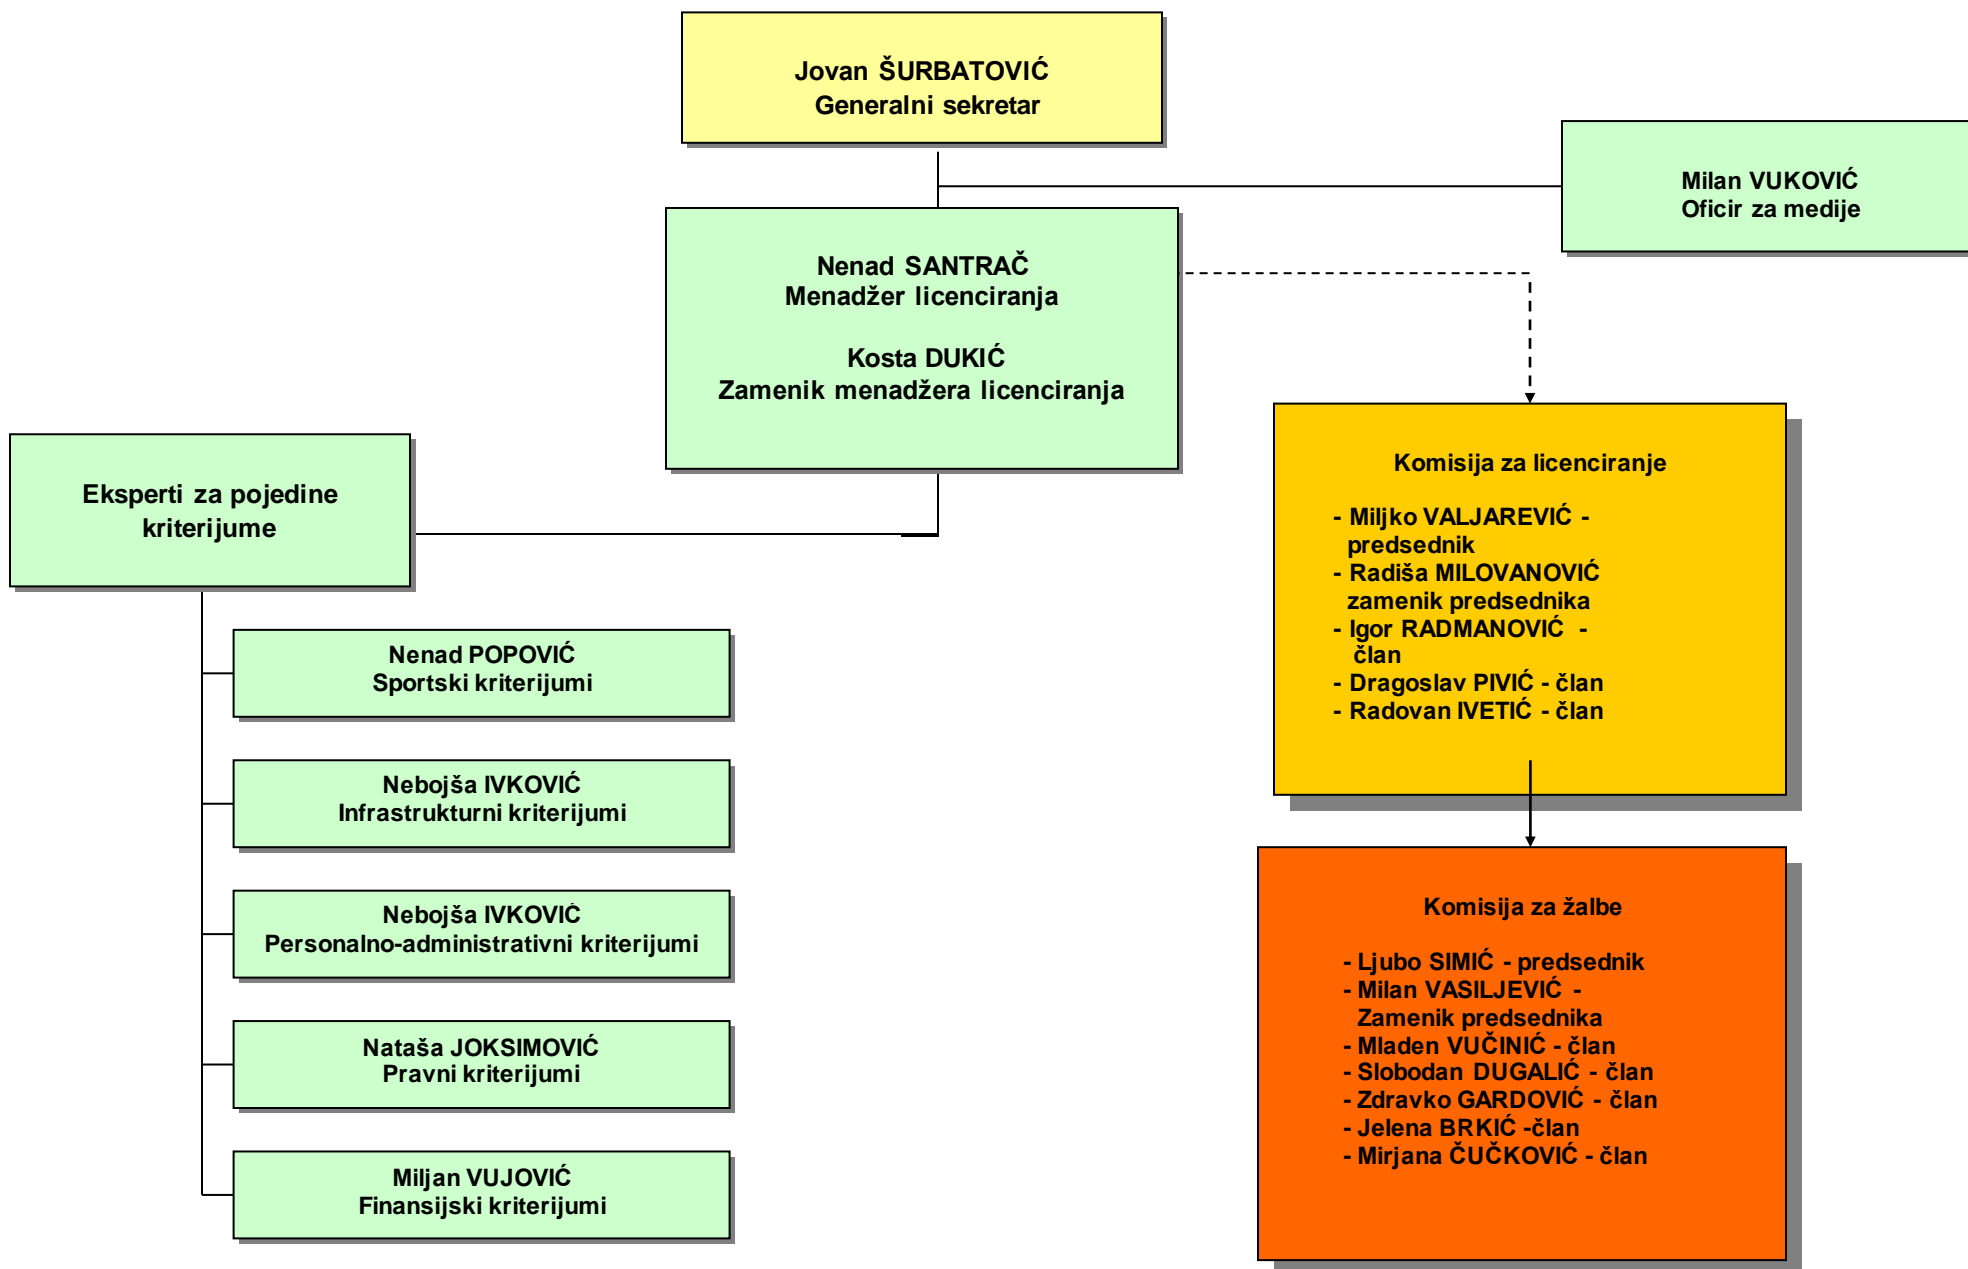 Jovan ŠURBATOVIĆ
Generalni sekretar
Milan VUKOVIĆ
Oficir za medije
Nenad SANTRAČ
Menadžer licenciranja
Kosta DUKIĆ
Zamenik menadžera licenciranja
Eksperti za pojedine
kriterijume
Nenad POPOVIĆ
Sportski kriterijumi
Nebojša IVKOVIĆ
Infrastrukturni kriterijumi
Nebojša IVKOVIĆ
Personalno-administrativni kriterijumi
Nataša JOKSIMOVIĆ
Pravni kriterijumi
Miljan VUJOVIĆ
Finansijski kriterijumi
Komisija za licenciranje
- Miljko VALJAREVIĆ -
predsednik
- Radiša MILOVANOVIĆ
zamenik predsednika
- Igor RADMANOVIĆ -
član
- Dragoslav PIVIĆ - član
- Radovan IVETIĆ - član
Komisija za žalbe
- Ljubo SIMIĆ - predsednik
- Milan VASILJEVIĆ -
Zamenik predsednika
- Mladen VUČINIĆ - član
- Slobodan DUGALIĆ - član
- Zdravko GARDOVIĆ - član
- Jelena BRKIĆ -član
- Mirjana ČUČKOVIĆ - član